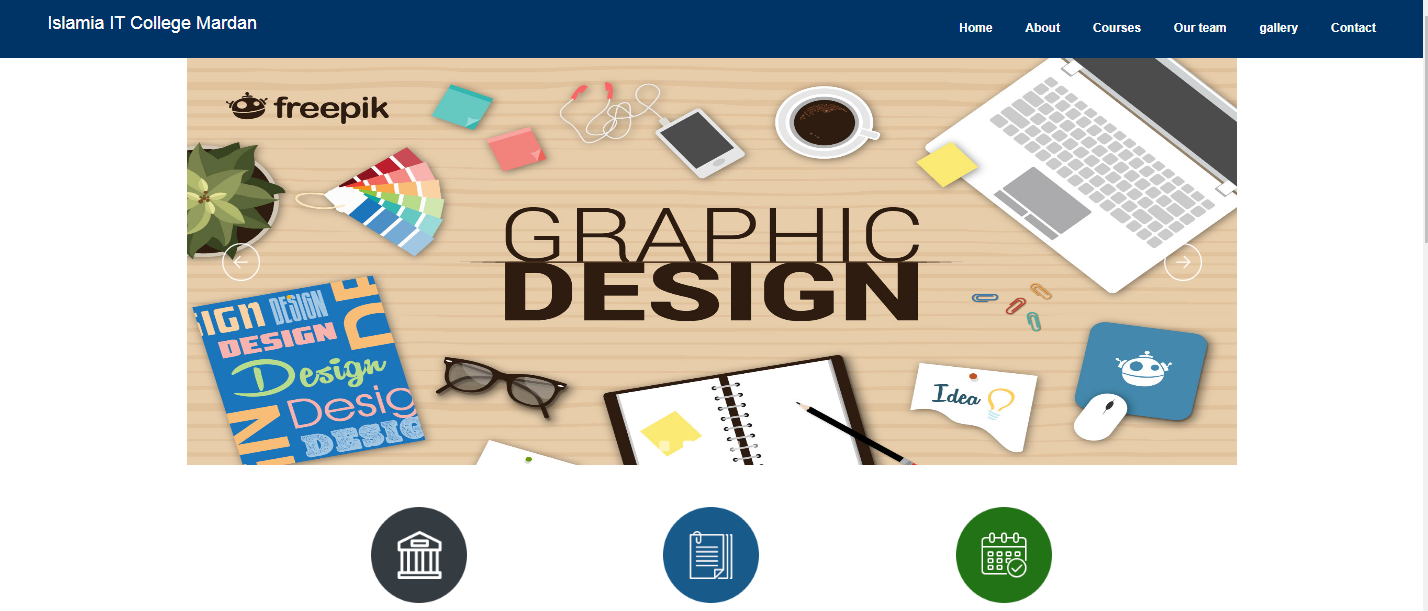 Islamia IT College Mardan
Home About Courses Our team gallery Contact
freepik
GRAPHIC
DESIGN
SIGN DESIGN
DESIGN
Design
Desig
DESIG
Idea